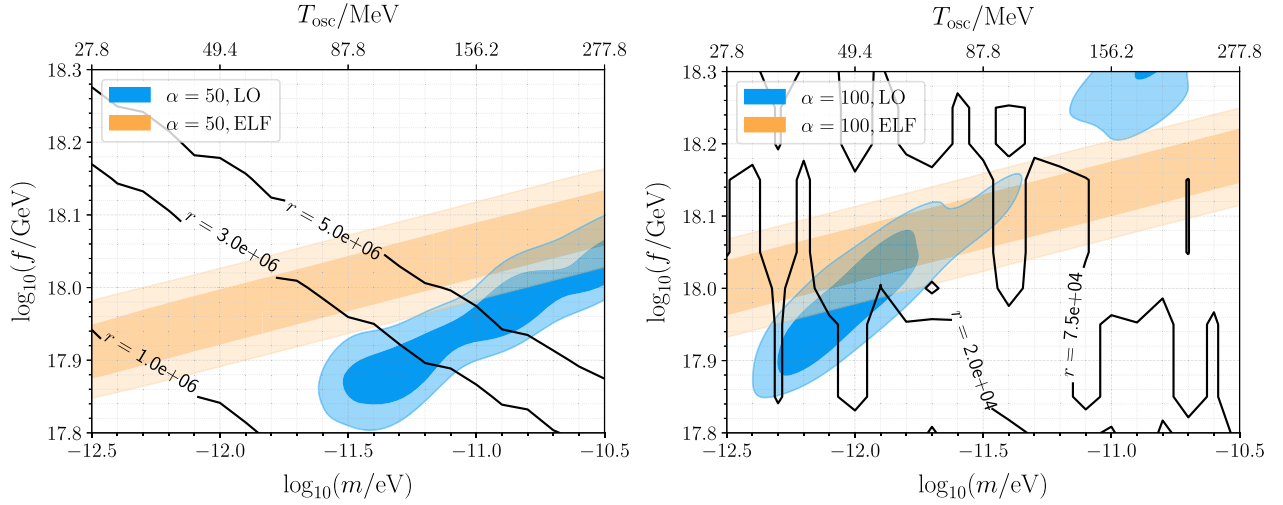 T_osc/MeV
27.8 49.4 87.8 156.2 277.8
18.3
18.2
18.1
18.0
17.9
17.8
log₁₀(f/GeV)
α = 50, LO
α = 50, ELF
r = 5.0e+06
r = 3.0e+06
r = 1.0e+06
−12.5 −12.0 −11.5 −11.0 −10.5
log₁₀(m/eV)
T_osc/MeV
27.8 49.4 87.8 156.2 277.8
18.3
18.2
18.1
18.0
17.9
17.8
log₁₀(f/GeV)
α = 100, LO
α = 100, ELF
r = 2.0e+04
r = 7.5e+04
−12.5 −12.0 −11.5 −11.0 −10.5
log₁₀(m/eV)